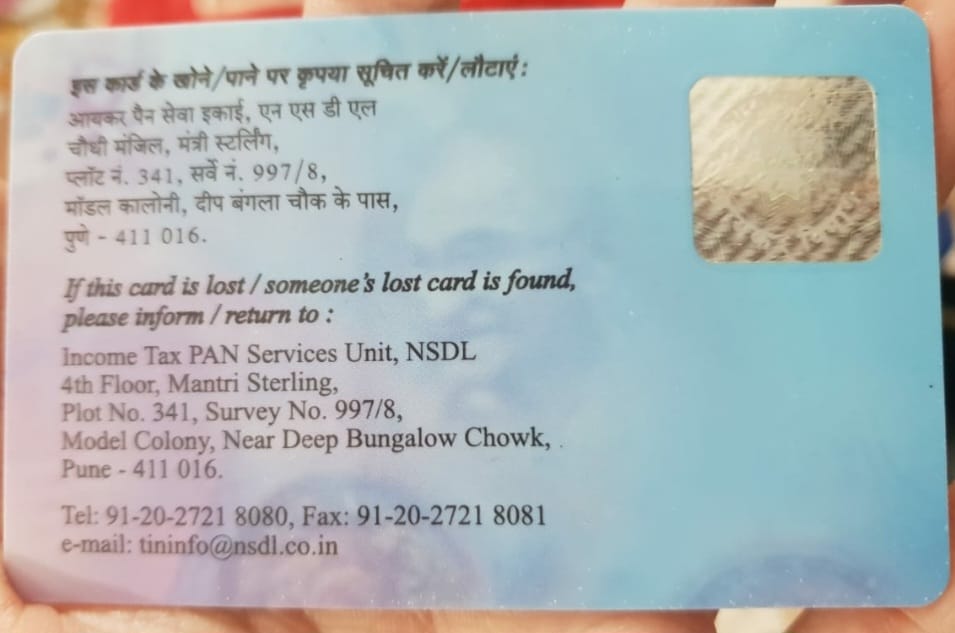 इस कार्ड के खोने/पाने पर कृपया सूचित करें/लौटाएं:
आयकर पैन सेवा इकाई, एन एस डी एल
चौथी मंजिल, मंत्री स्टर्लिंग,
प्लॉट नं. 341, सर्वे नं. 997/8,
मॉडल कालोनी, दीप बंगला चौक के पास,
पुणे - 411 016.
If this card is lost / someone's lost card is found,
please inform / return to :
Income Tax PAN Services Unit, NSDL
4th Floor, Mantri Sterling,
Plot No. 341, Survey No. 997/8,
Model Colony, Near Deep Bungalow Chowk,
Pune - 411 016.
Tel: 91-20-2721 8080, Fax: 91-20-2721 8081
e-mail: tininfo@nsdl.co.in